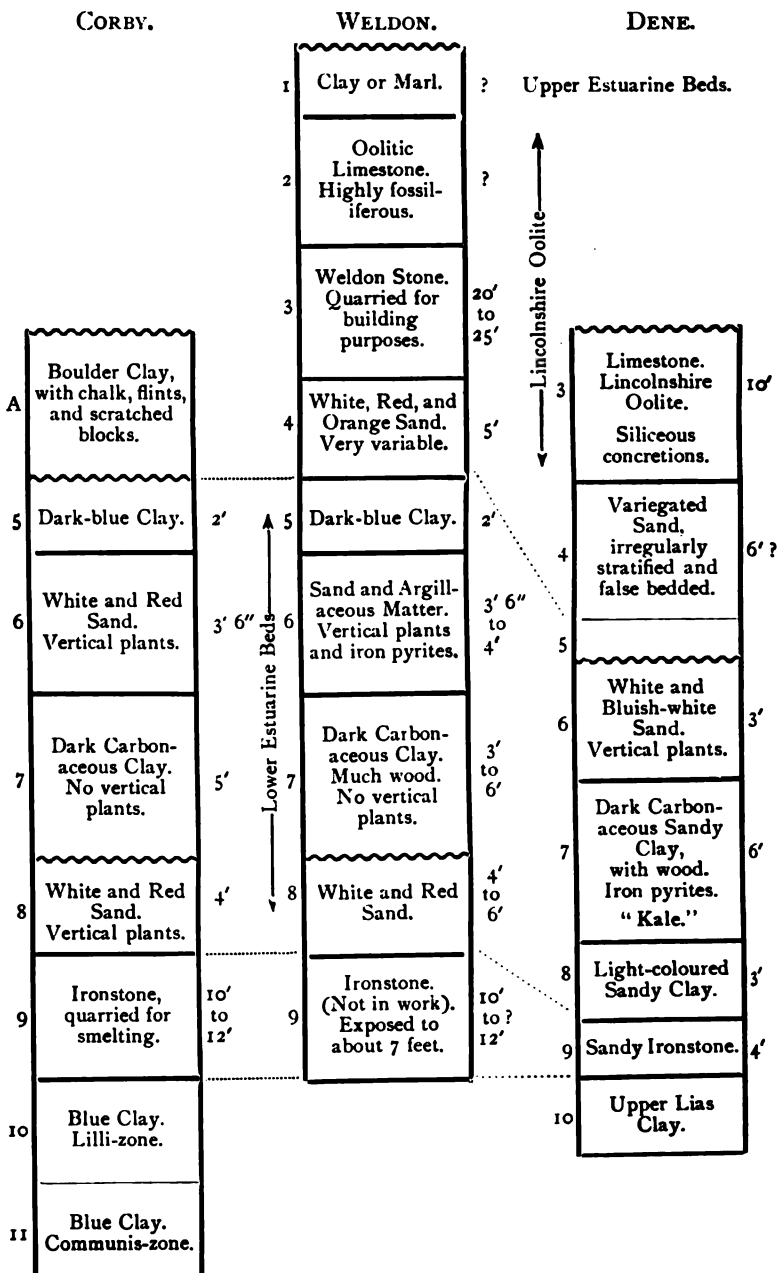 CORBY.
WELDON.
DENE.
1
Clay or Marl.
?
Upper Estuarine Beds.
2
Oolitic
Limestone.
Highly fossil-
iferous.
?
3
Weldon Stone.
Quarried for
building
purposes.
20′
to
25′
4
White, Red, and
Orange Sand.
Very variable.
5′
5
Dark-blue Clay.
2′
6
Sand and Argill-
aceous Matter.
Vertical plants
and iron pyrites.
3′ 6″
to
4′
7
Dark Carbon-
aceous Clay.
Much wood.
No vertical
plants.
3′
to
6′
8
White and Red
Sand.
4′
to
6′
9
Ironstone.
(Not in work).
Exposed to
about 7 feet.
10′
to ?
12′
A
Boulder Clay,
with chalk, flints,
and scratched
blocks.
5
Dark-blue Clay.
2′
6
White and Red
Sand.
Vertical plants.
3′ 6″
7
Dark Carbon-
aceous Clay.
No vertical
plants.
5′
8
White and Red
Sand.
Vertical plants.
4′
9
Ironstone,
quarried for
smelting.
10′
to
12′
10
Blue Clay.
Lilli-zone.
11
Blue Clay.
Communis-zone.
Lower Estuarine Beds
Lincolnshire Oolite
3
Limestone.
Lincolnshire
Oolite.
Siliceous
concretions.
10′
4
Variegated
Sand,
irregularly
stratified and
false bedded.
6′ ?
5
6
White and
Bluish-white
Sand.
Vertical plants.
3′
7
Dark Carbon-
aceous Sandy
Clay,
with wood.
Iron pyrites.
"Kale."
6′
8
Light-coloured
Sandy Clay.
3′
9
Sandy Ironstone.
4′
10
Upper Lias
Clay.